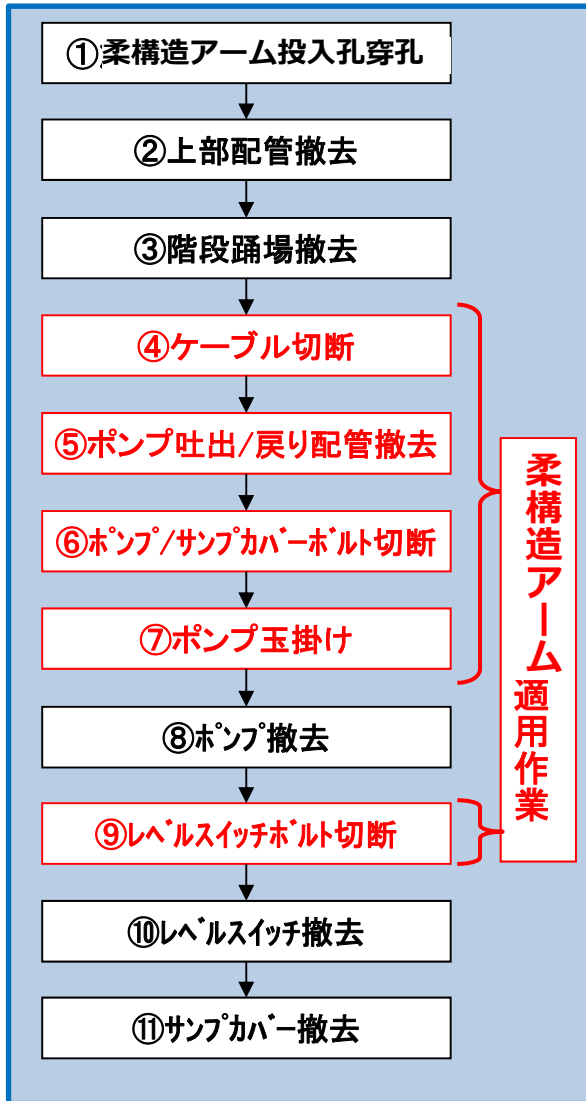 ①柔構造アーム投入孔穿孔
②上部配管撤去
③階段踊場撤去
④ケーブル切断
⑤ポンプ吐出/戻り配管撤去
⑥ﾎﾟﾝﾌﾟ/ｻﾝﾌﾟｶﾊﾞｰﾎﾞﾙﾄ切断
⑦ポンプ玉掛け
⑧ﾎﾟﾝﾌﾟ撤去
⑨ﾚﾍﾞﾙｽｲｯﾁﾎﾞﾙﾄ切断
⑩ﾚﾍﾞﾙｽｲｯﾁ撤去
⑪ｻﾝﾌﾟｶﾊﾞｰ撤去
柔構造アーム適用作業